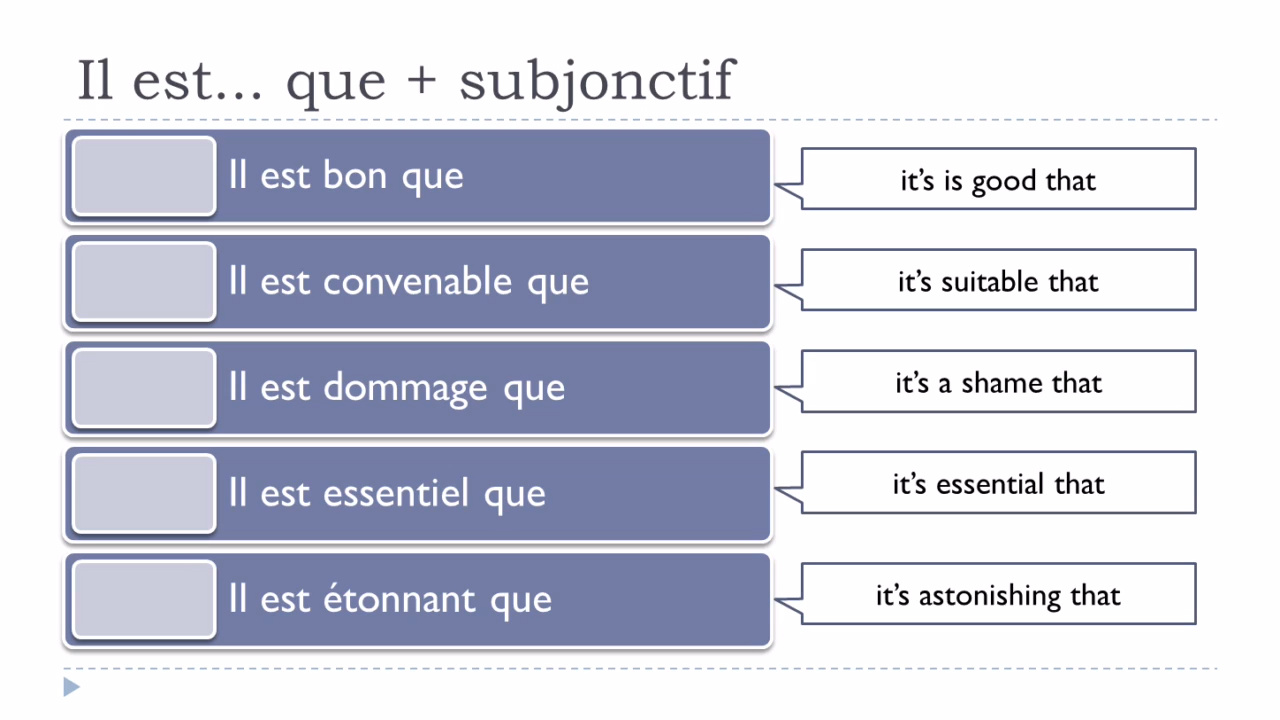 Il est... que + subjonctif
Il est bon que
it's is good that
Il est convenable que
it's suitable that
Il est dommage que
it's a shame that
Il est essentiel que
it's essential that
Il est étonnant que
it's astonishing that